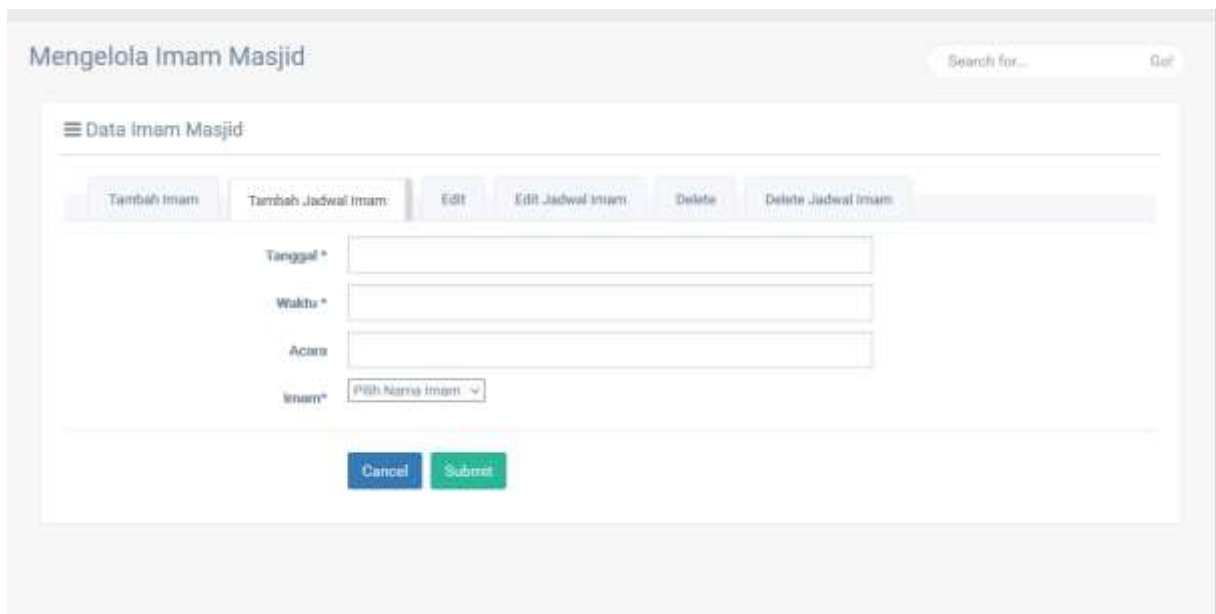 Mengelola Imam Masjid
Search for... Go!
Data Imam Masjid
Tambah Imam Tambah Jadwal Imam Edit Edit Jadwal Imam Delete Delete Jadwal Imam
Tanggal *
Waktu *
Acara
Imam* Pilih Nama Imam
Cancel Submit